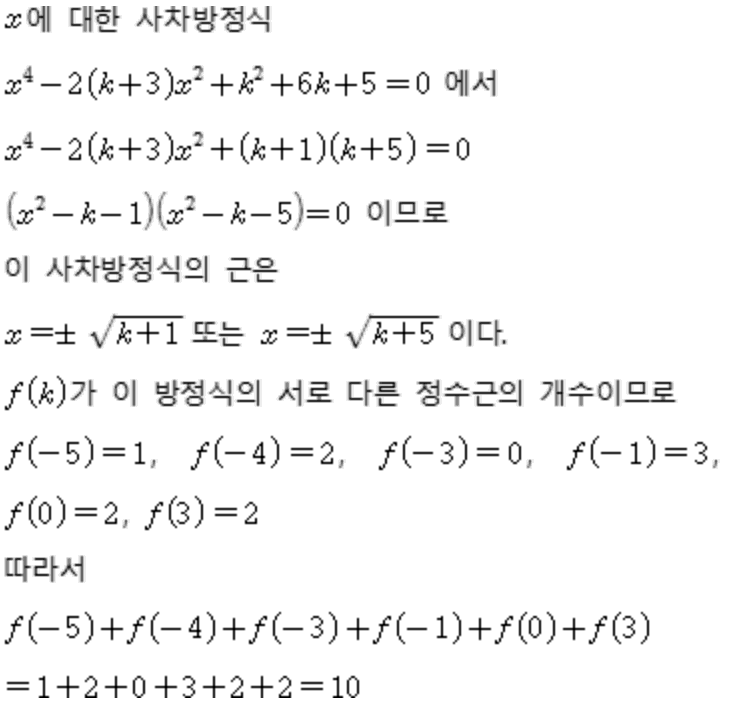 x에 대한 사차방정식
x⁴−2(k+3)x²+k²+6k+5=0 에서
x⁴−2(k+3)x²+(k+1)(k+5)=0
(x²−k−1)(x²−k−5)=0 이므로
이 사차방정식의 근은
x=± √(k+1) 또는 x=± √(k+5) 이다.
f(k)가 이 방정식의 서로 다른 정수근의 개수이므로
f(−5)=1, f(−4)=2, f(−3)=0, f(−1)=3,
f(0)=2, f(3)=2
따라서
f(−5)+f(−4)+f(−3)+f(−1)+f(0)+f(3)
=1+2+0+3+2+2=10